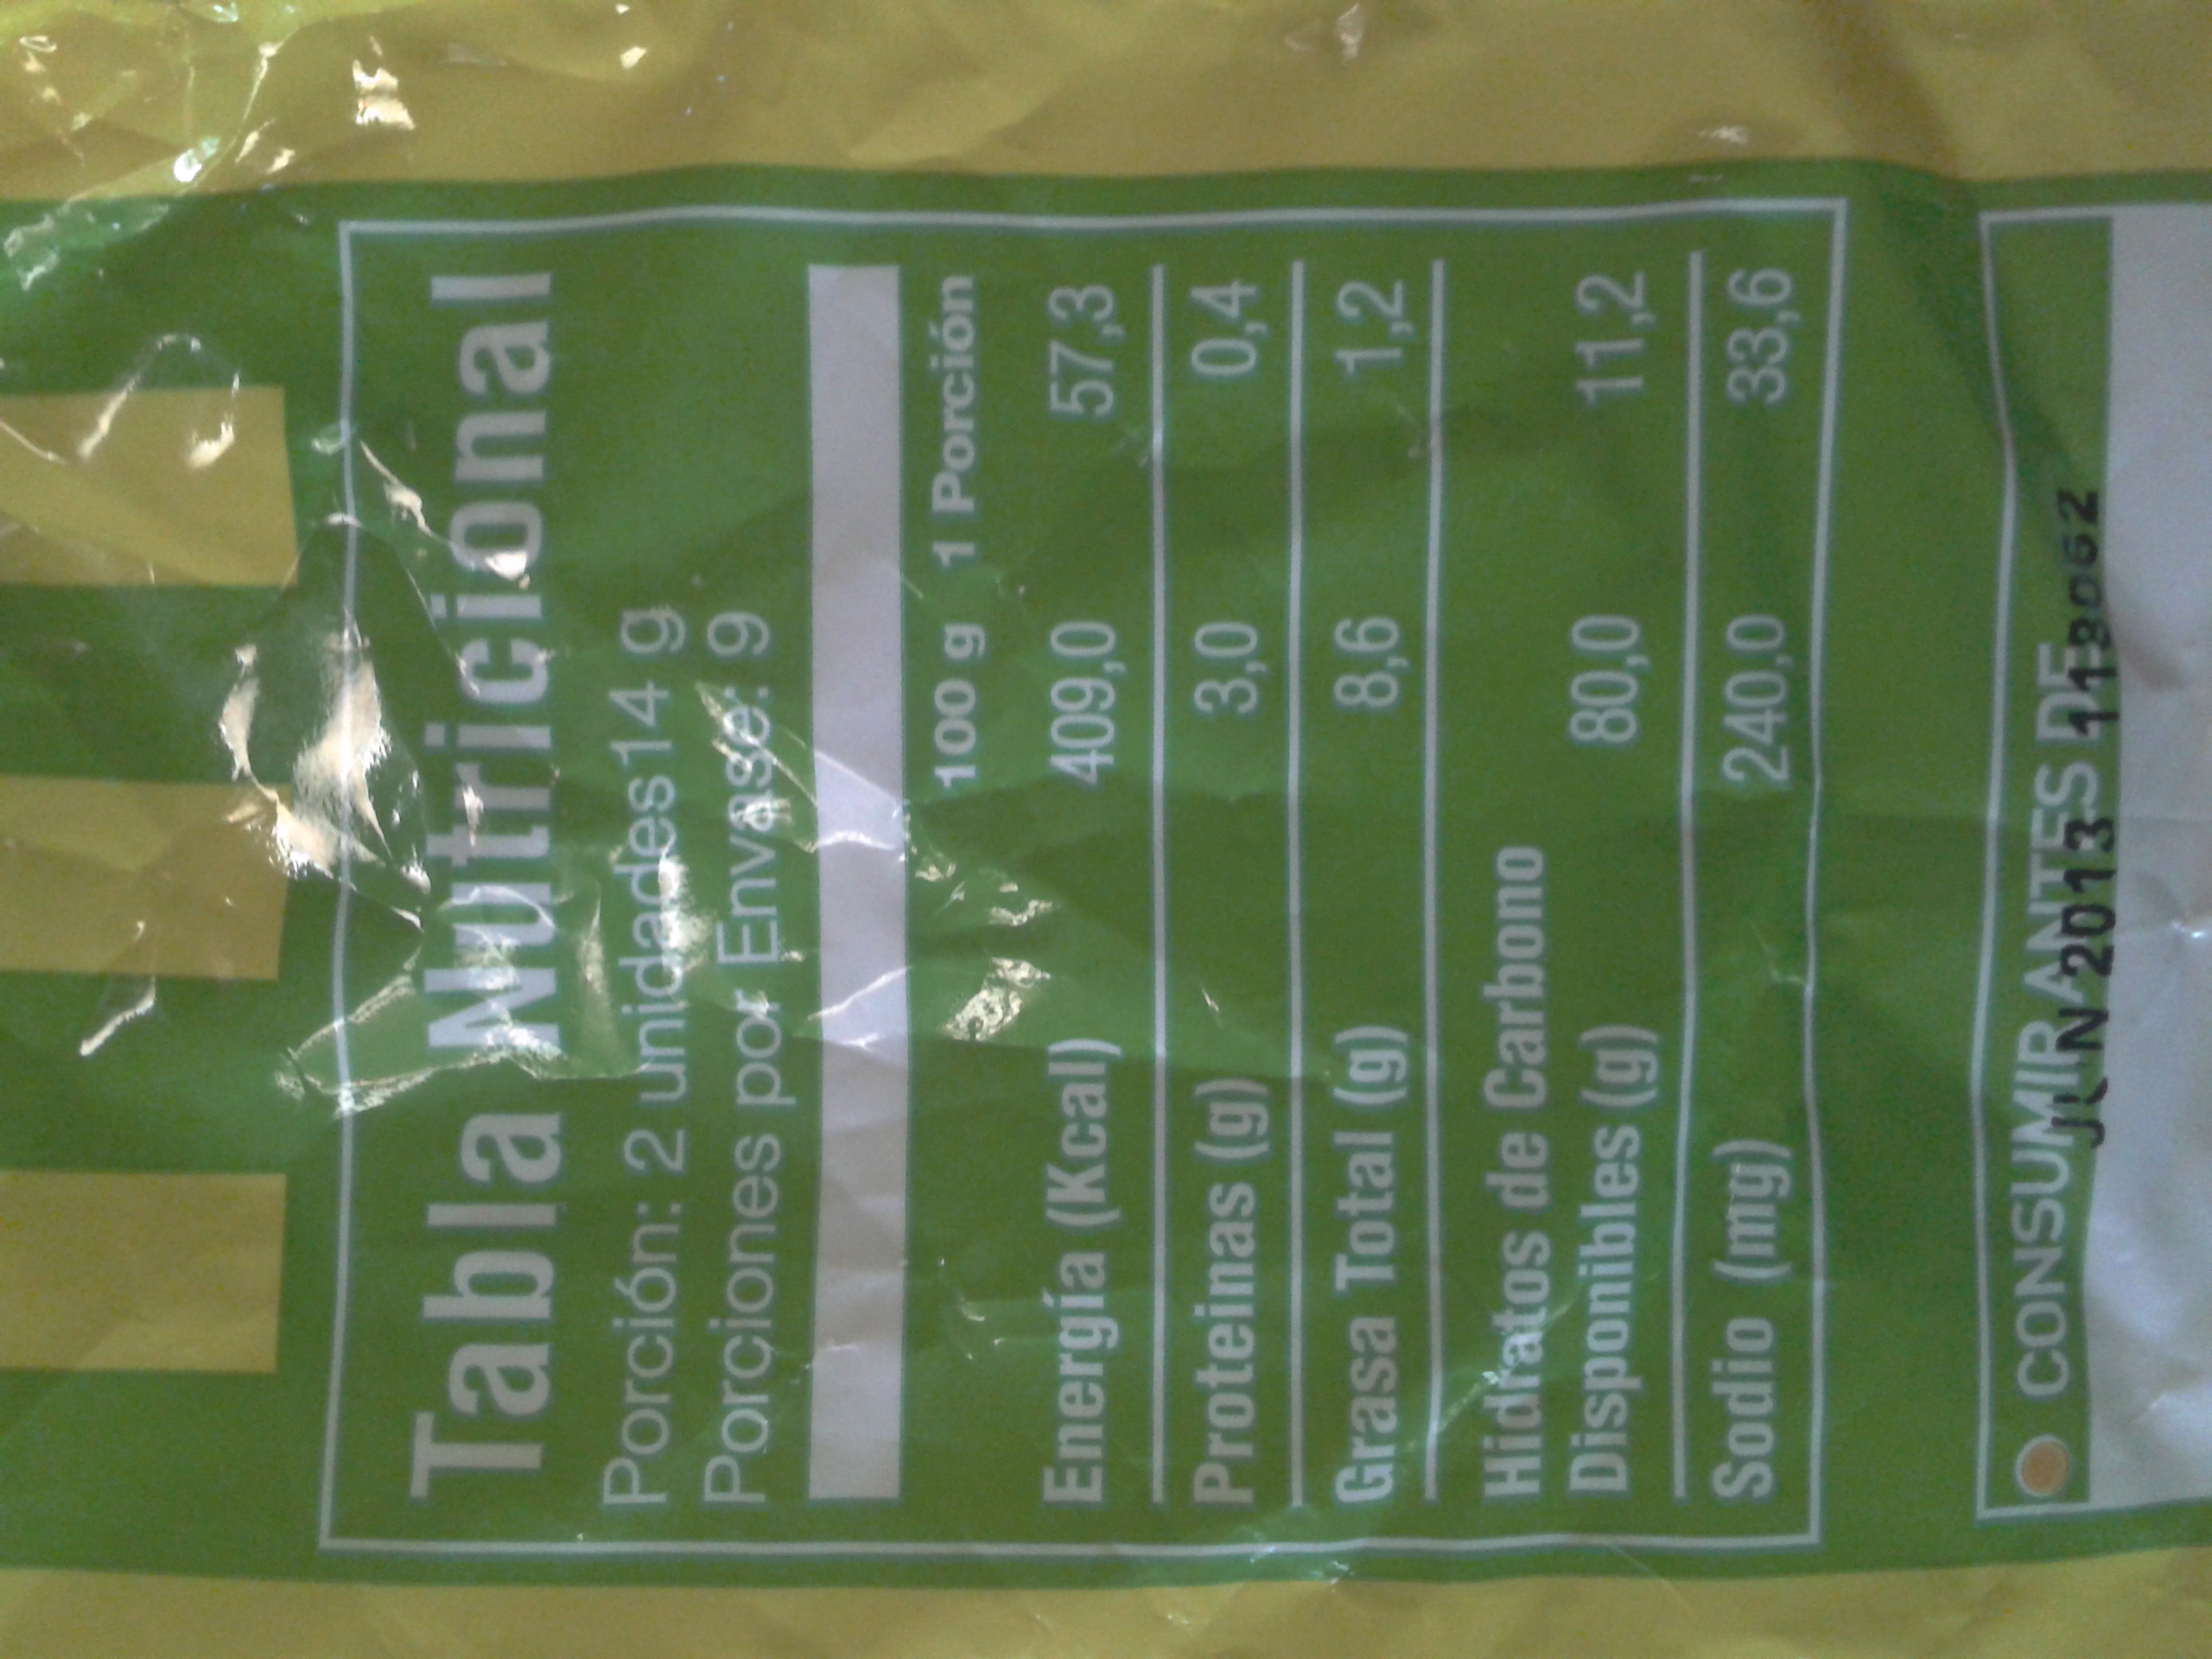 Tabla Nutricional
Porción: 2 unidades 14 g
Porciones por Envase: 9
100 g 1 Porción
Energía (Kcal) 409,0 57,3
Proteinas (g) 3,0 0,4
Grasa Total (g) 8,6 1,2
Hidratos de Carbono
Disponibles (g) 80,0 11,2
Sodio (mg) 240,0 33,6
CONSUMIR ANTES DE
JUN 2013